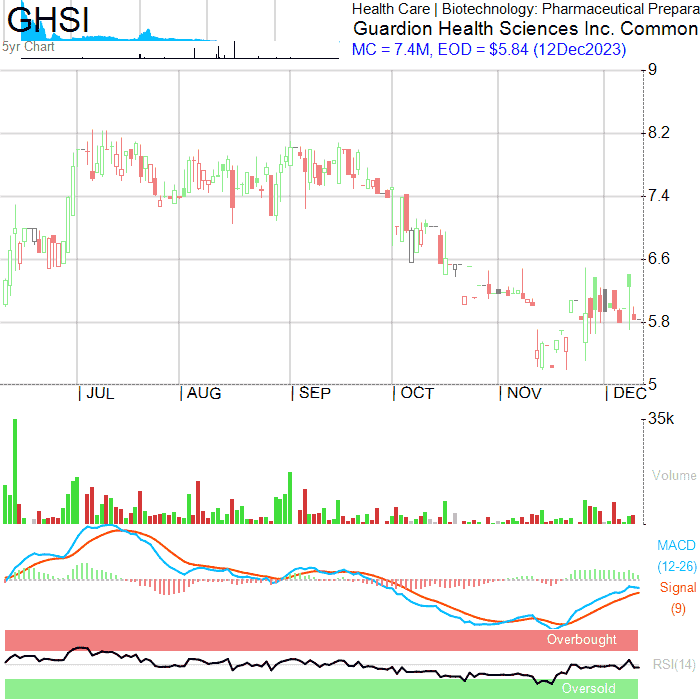 GHSI
5yr Chart
Health Care | Biotechnology: Pharmaceutical Prepara
Guardion Health Sciences Inc. Common
MC = 7.4M, EOD = $5.84 (12Dec2023)
9
8.2
7.4
6.6
5.8
5
| JUL | AUG | SEP | OCT | NOV | DEC
35k
Volume
MACD
(12-26)
Signal
(9)
Overbought
RSI(14)
Oversold